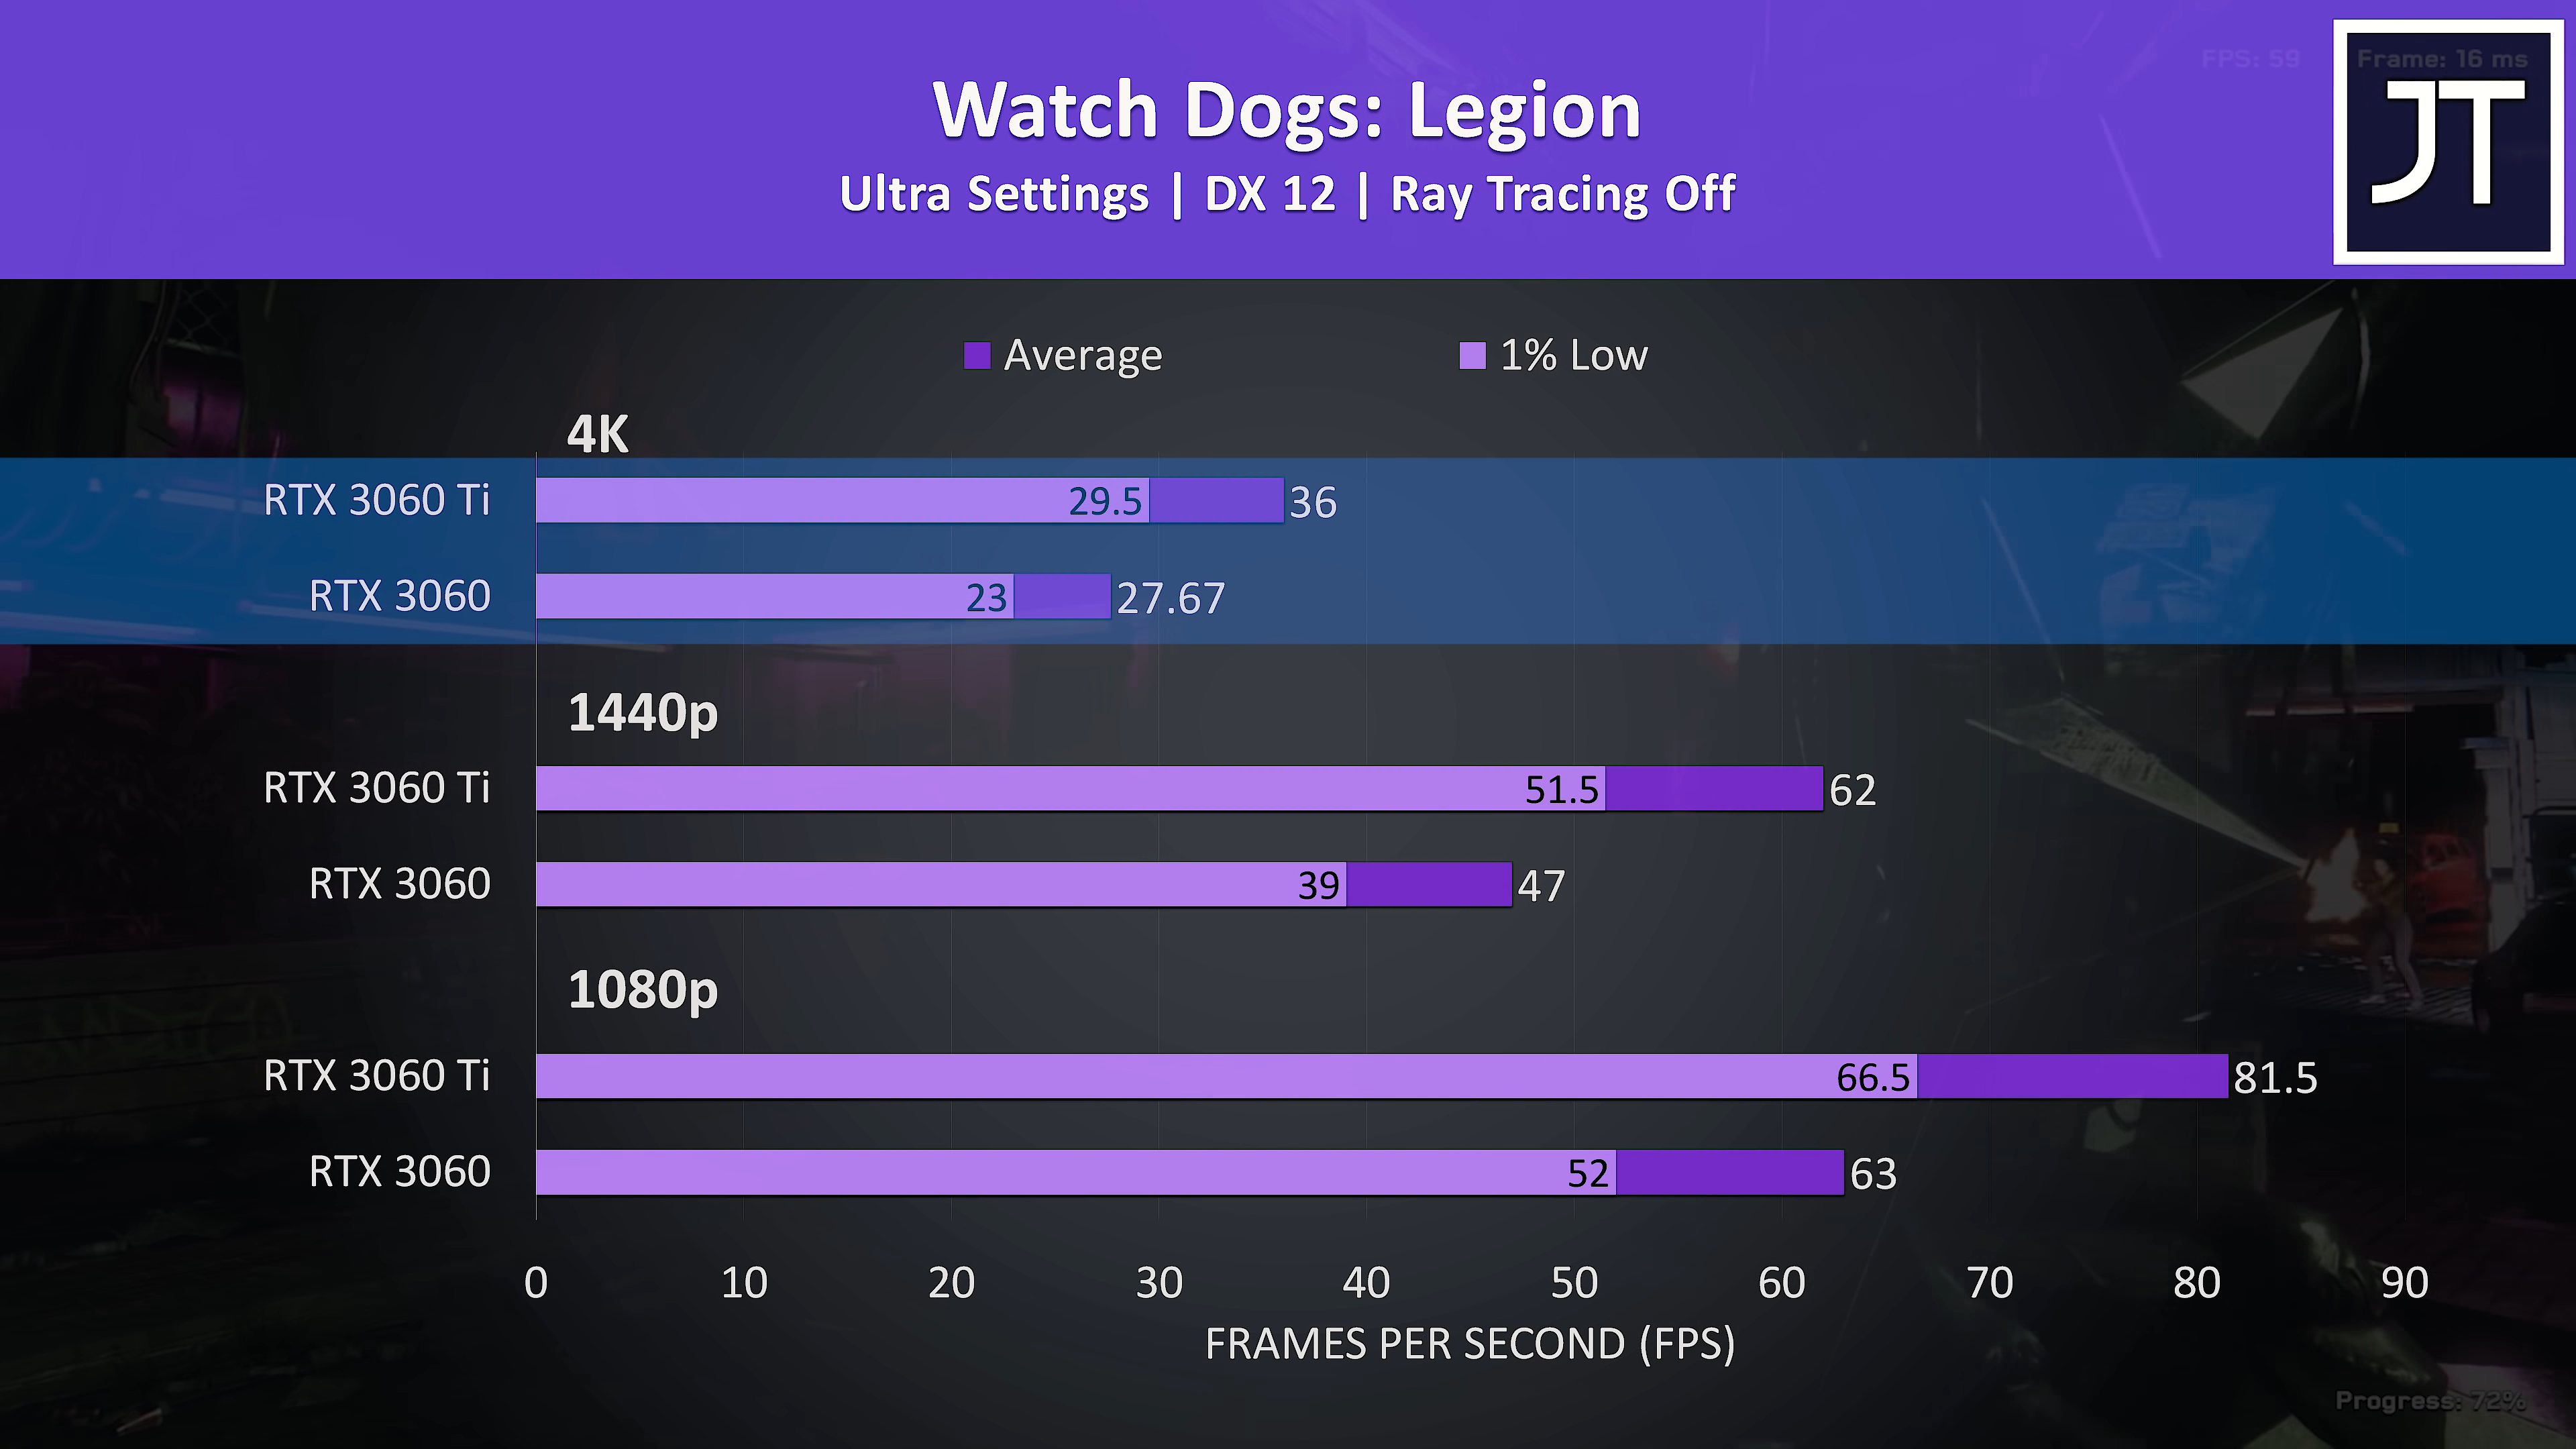 FPS: 59 Frame: 16 ms
JT
Watch Dogs: Legion
Ultra Settings | DX 12 | Ray Tracing Off
Average 1% Low
4K
RTX 3060 Ti 29.5 36
RTX 3060 23 27.67
1440p
RTX 3060 Ti 51.5 62
RTX 3060 39 47
1080p
RTX 3060 Ti 66.5 81.5
RTX 3060 52 63
0 10 20 30 40 50 60 70 80 90
FRAMES PER SECOND (FPS)
Progress: 72%